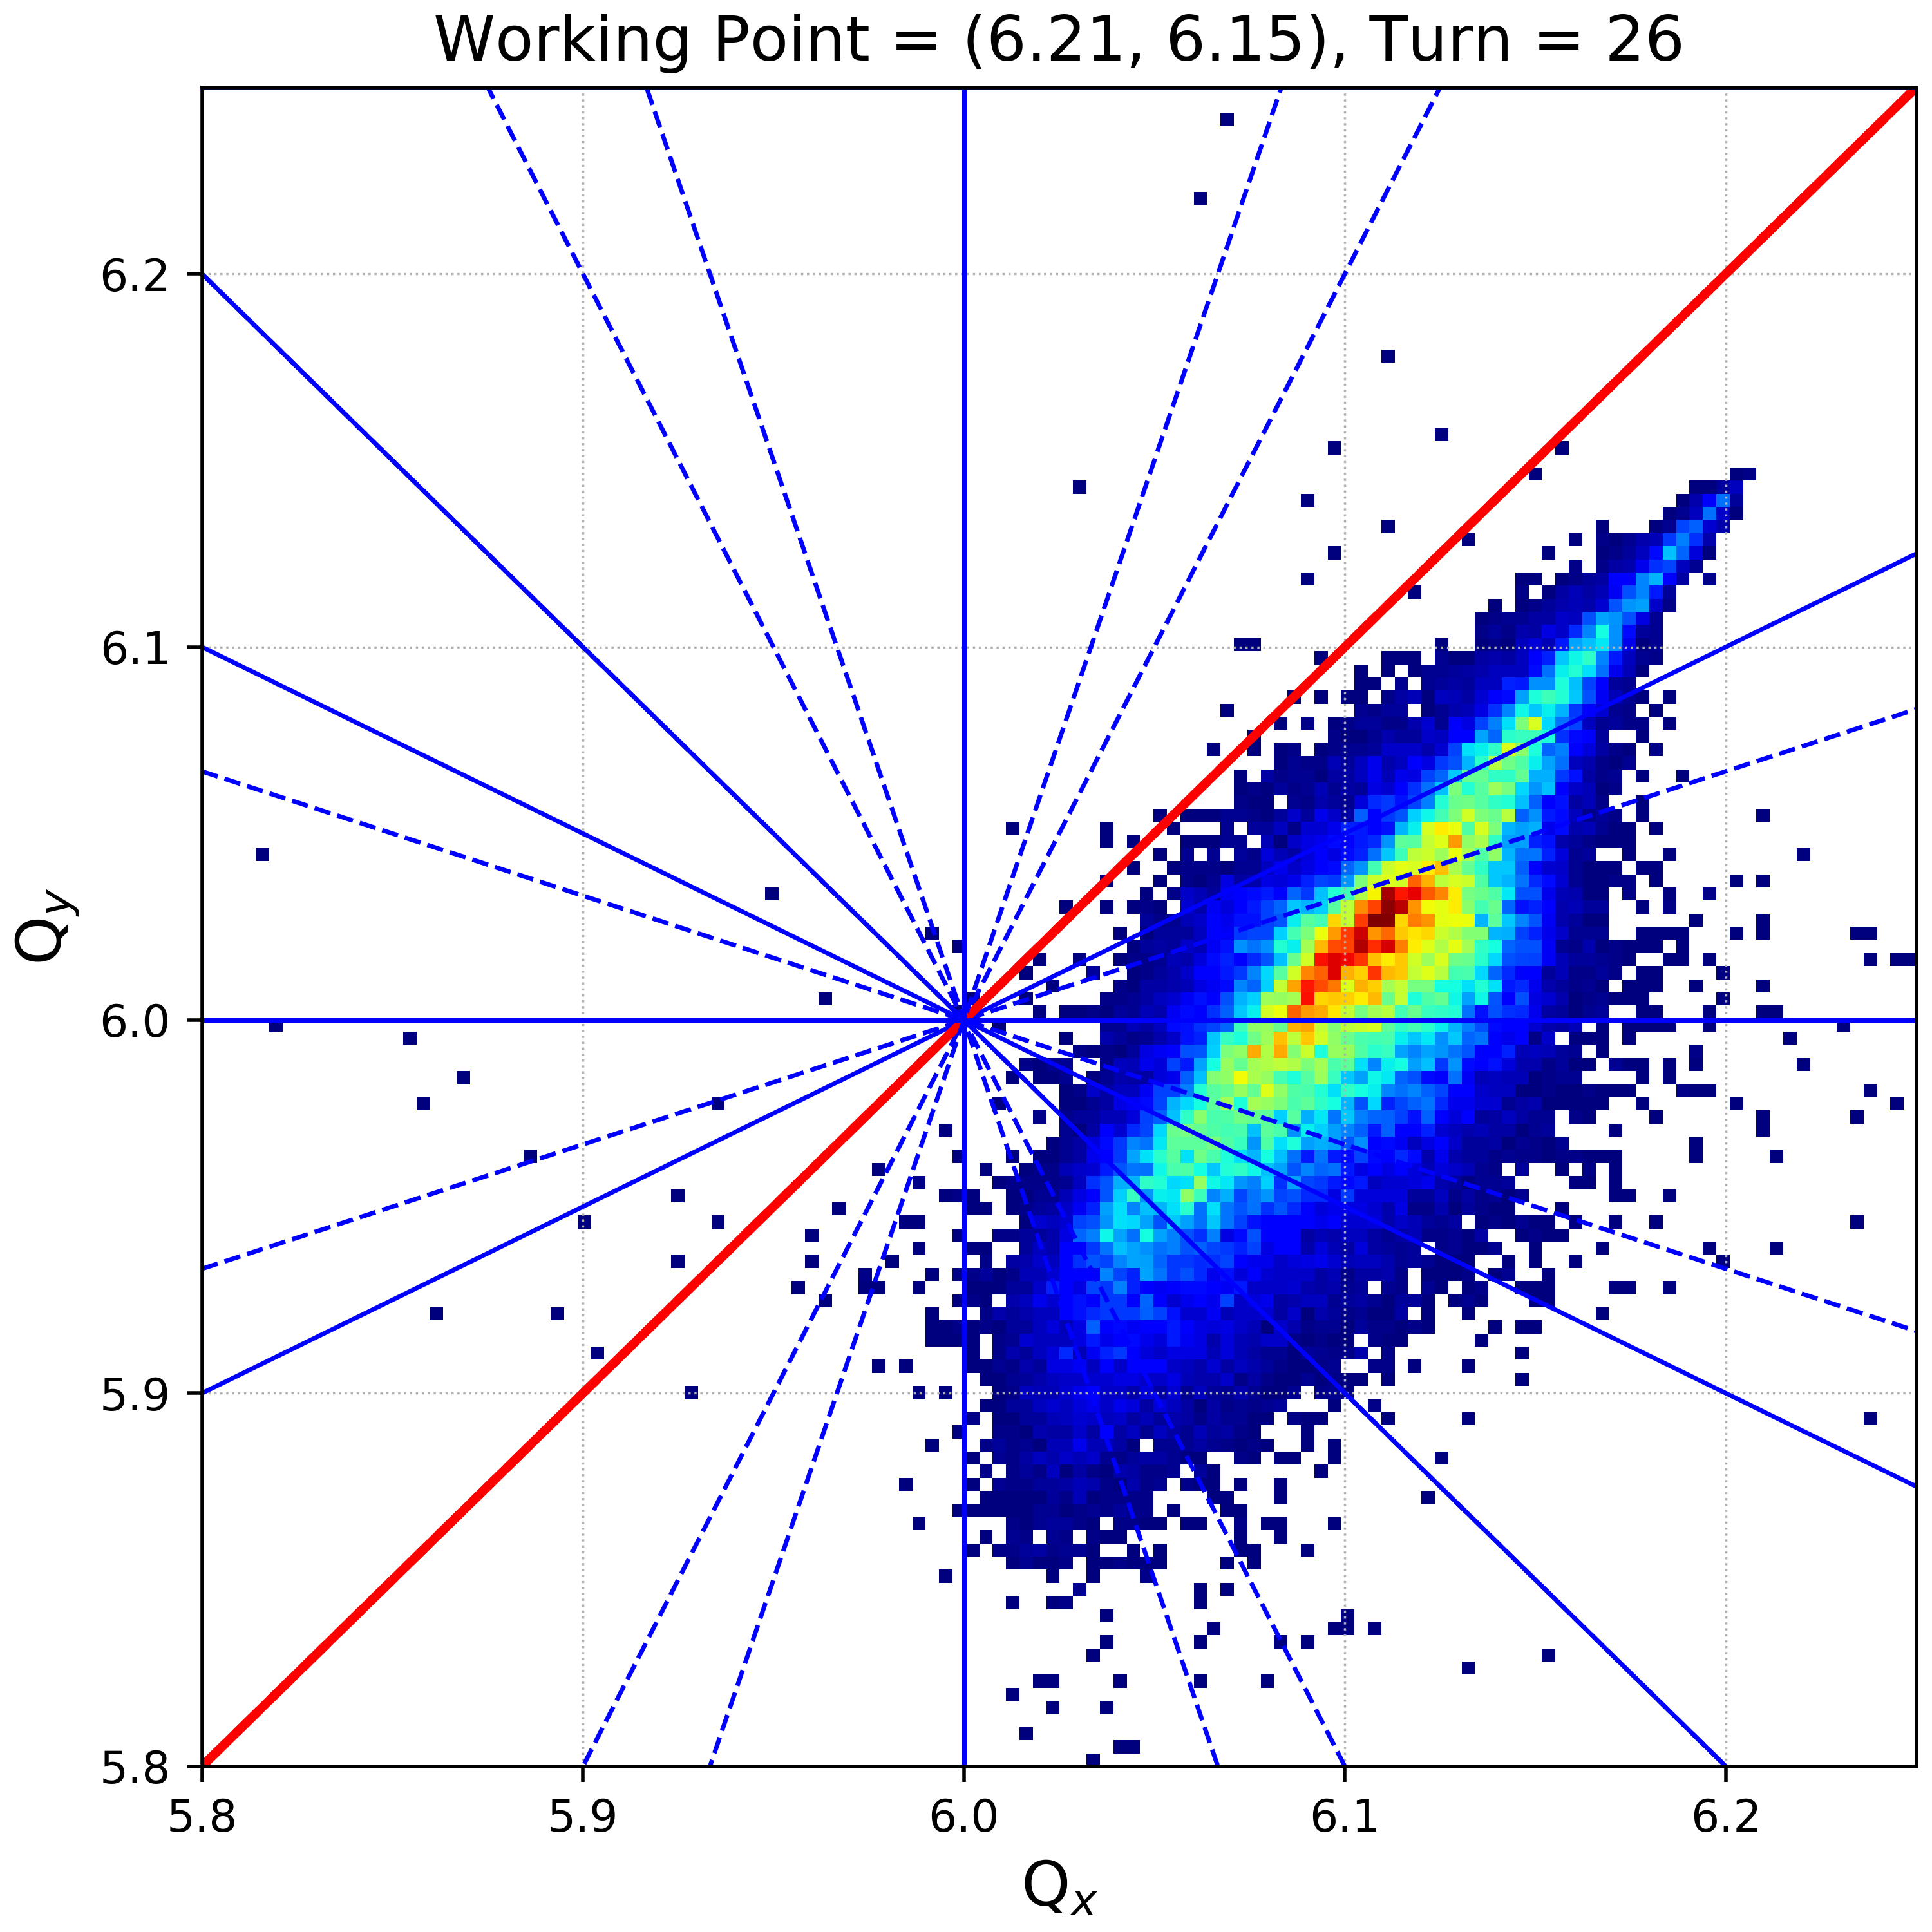 Working Point = (6.21, 6.15), Turn = 26
6.2
6.1
6.0
5.9
5.8
Qy
5.8 5.9 6.0 6.1 6.2
Qx